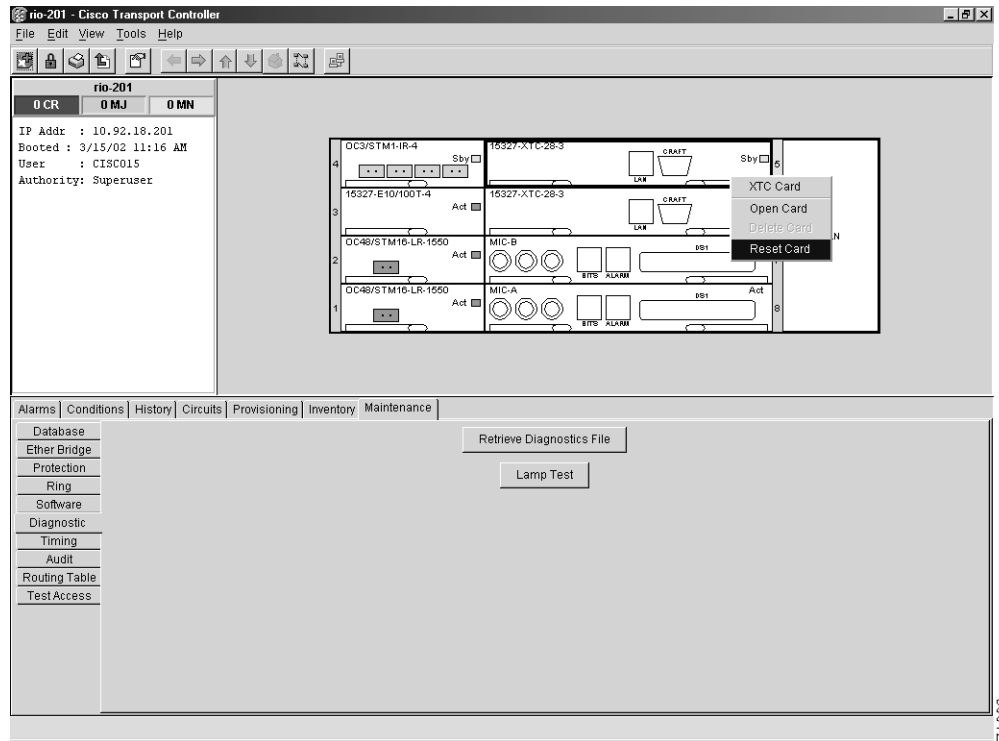 rio-201 - Cisco Transport Controller
File Edit View Tools Help
rio-201
0 CR 0 MJ 0 MN
IP Addr : 10.92.18.201
Booted : 3/15/02 11:16 AM
User : CISCO15
Authority: Superuser
4 OC3/STM1-IR-4 Sby
15327-XTC-28-3 LAN CRAFT Sby 5
3 15327-E10/100T-4 Act
15327-XTC-28-3 LAN CRAFT
2 OC48/STM16-LR-1550 Act
MIC-B BITS ALARM DS1
1 OC48/STM16-LR-1550 Act
MIC-A BITS ALARM DS1 Act 8
XTC Card
Open Card
Delete Card
Reset Card
Alarms Conditions History Circuits Provisioning Inventory Maintenance
Database
Ether Bridge
Protection
Ring
Software
Diagnostic
Timing
Audit
Routing Table
Test Access
Retrieve Diagnostics File
Lamp Test